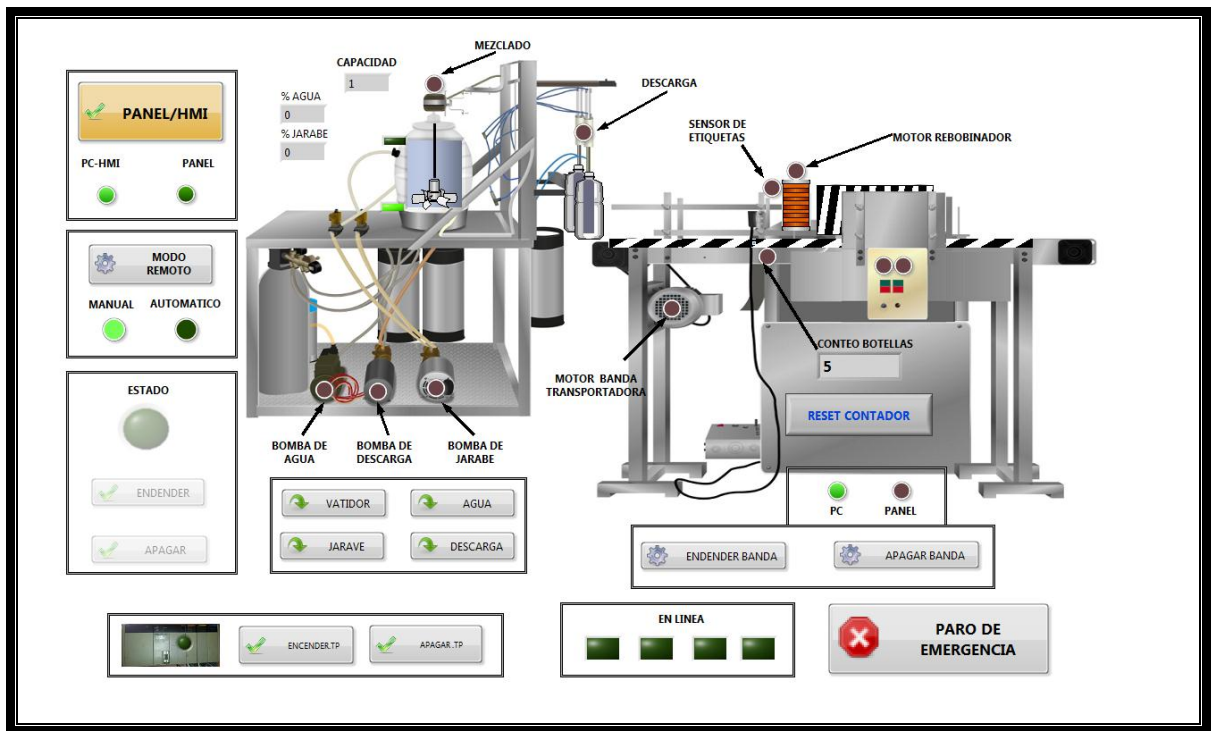 MEZCLADO
CAPACIDAD
1
% AGUA
0
% JARABE
0
DESCARGA
SENSOR DE
ETIQUETAS
MOTOR REBOBINADOR
PANEL/HMI
PC-HMI
PANEL
MODO
REMOTO
MANUAL
AUTOMATICO
ESTADO
ENDENDER
APAGAR
MOTOR BANDA
TRANSPORTADORA
CONTEO BOTELLAS
5
RESET CONTADOR
BOMBA DE
AGUA
BOMBA DE
DESCARGA
BOMBA DE
JARABE
VATIDOR
AGUA
JARAVE
DESCARGA
PC
PANEL
ENDENDER BANDA
APAGAR BANDA
ENCENDER.TP
APAGAR.TP
EN LINEA
PARO DE
EMERGENCIA